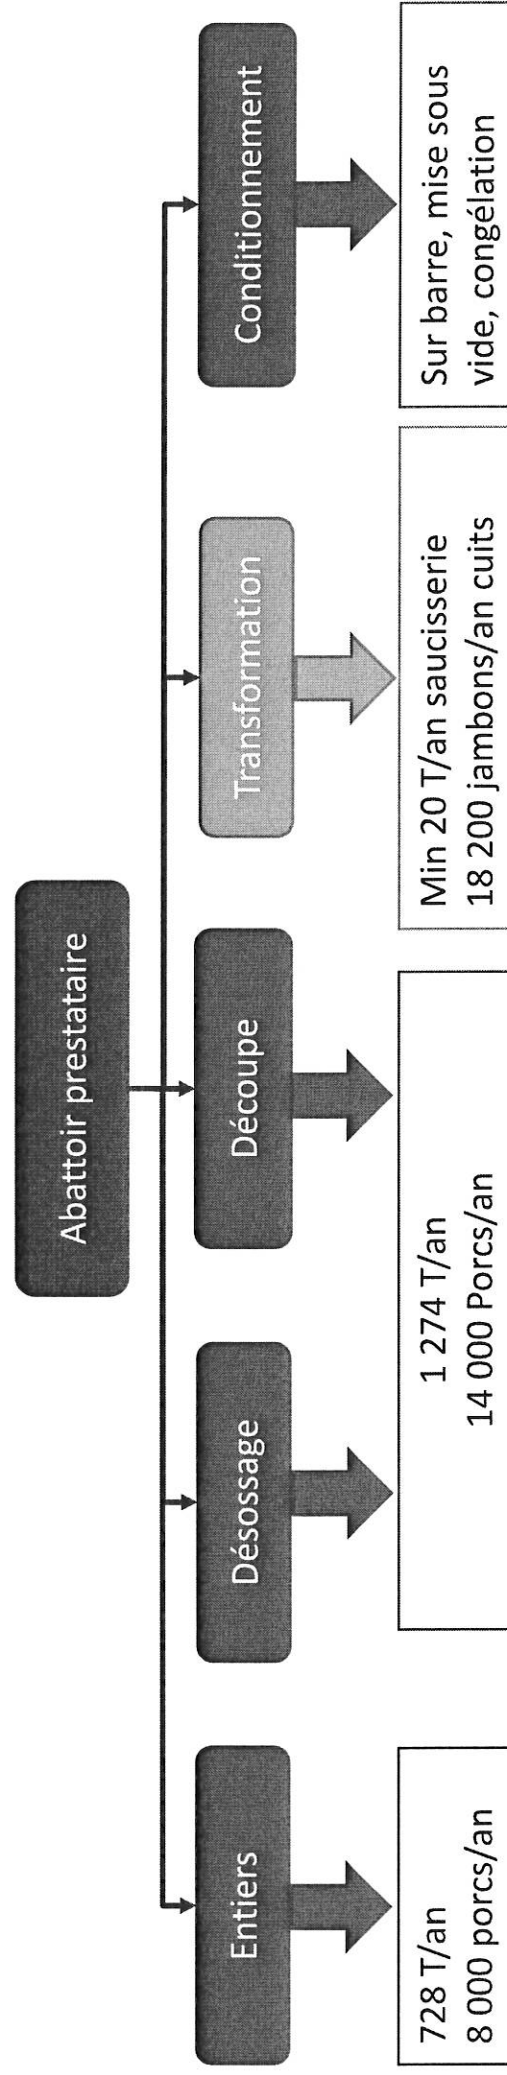 Abattoir prestataire
Entiers
Désossage
Découpe
Transformation
Conditionnement
728 T/an
8 000 porcs/an
1 274 T/an
14 000 Porcs/an
Min 20 T/an saucisserie
18 200 jambons/an cuits
Sur barre, mise sous
vide, congélation